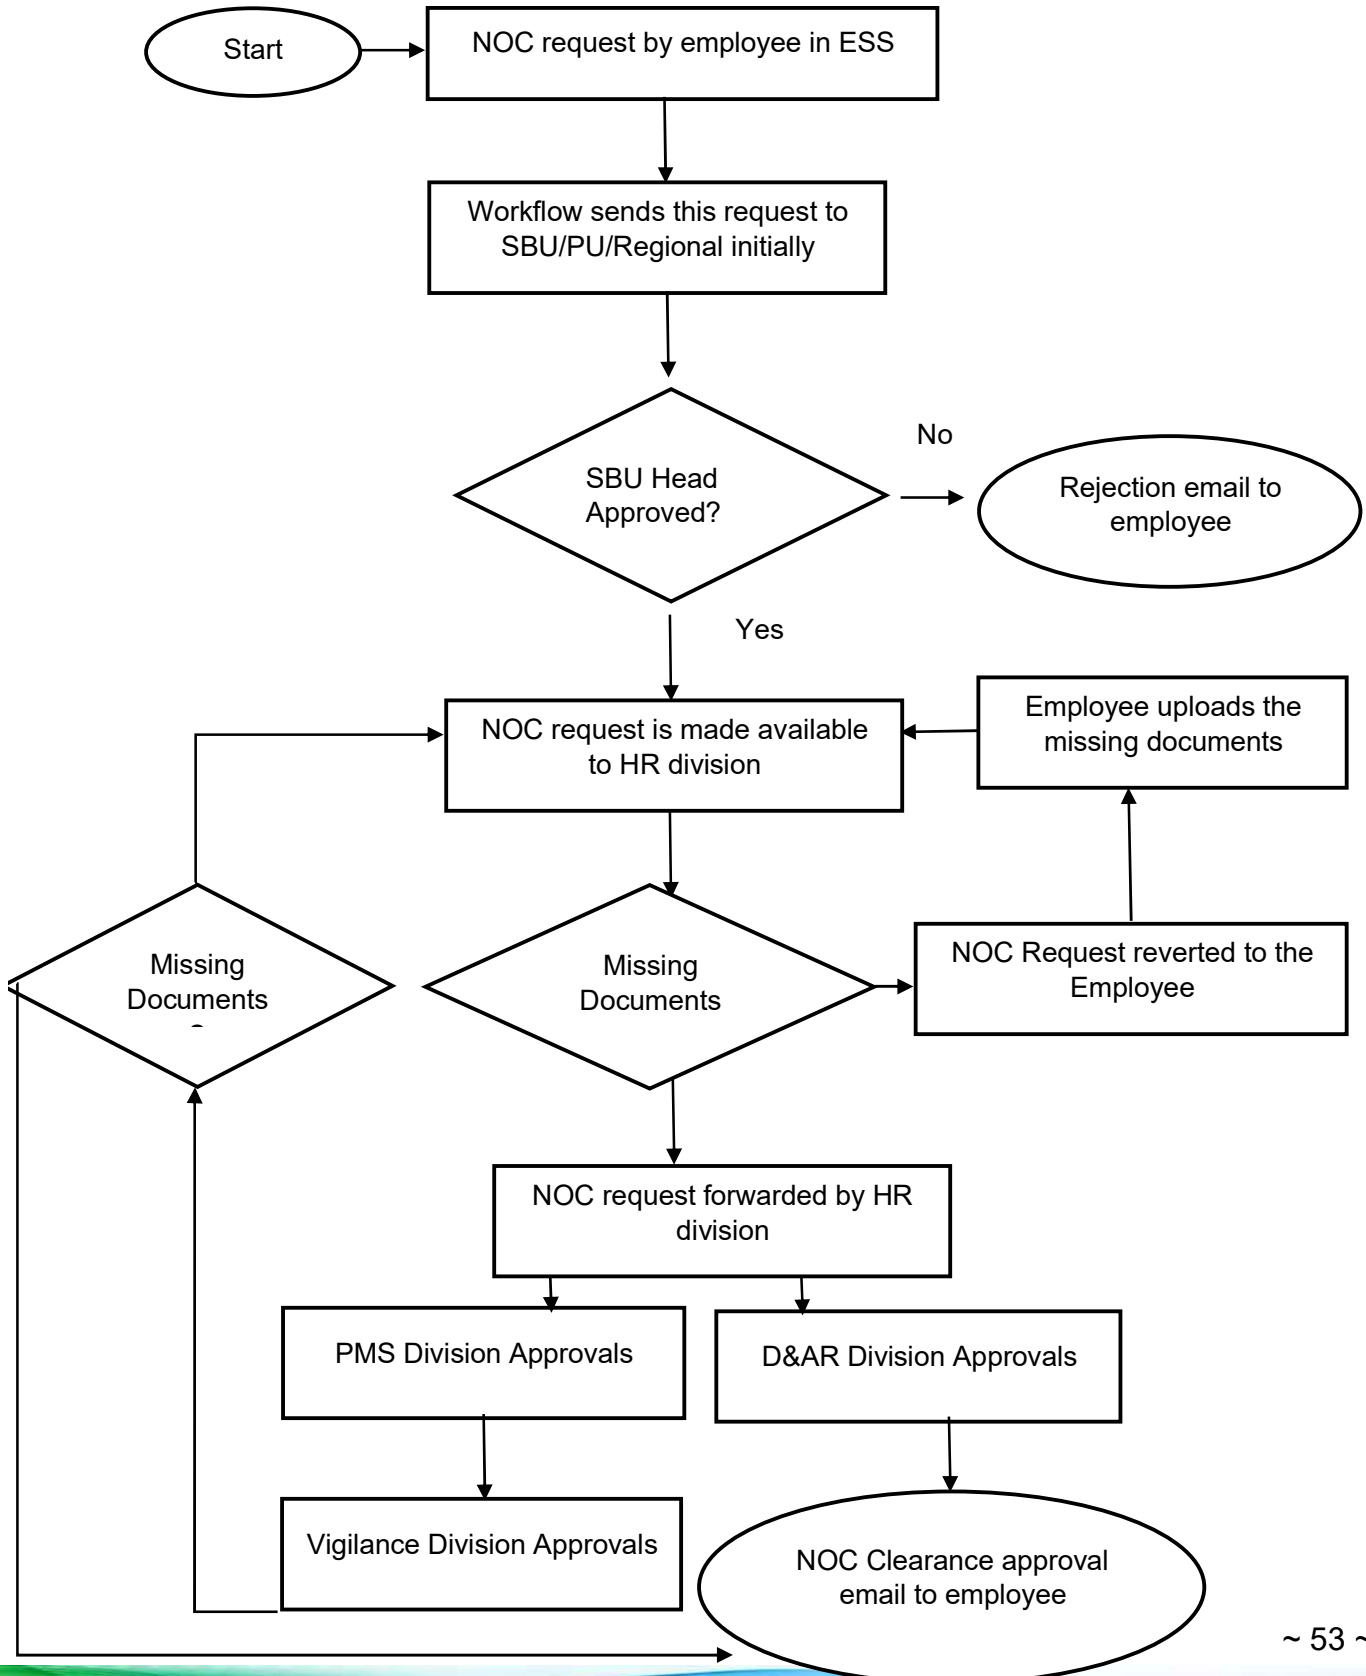 Start
NOC request by employee in ESS
Workflow sends this request to
SBU/PU/Regional initially
SBU Head
Approved?
No
Rejection email to
employee
Yes
NOC request is made available
to HR division
Employee uploads the
missing documents
Missing
Documents
Missing
Documents
NOC Request reverted to the
Employee
NOC request forwarded by HR
division
PMS Division Approvals
D&AR Division Approvals
Vigilance Division Approvals
NOC Clearance approval
email to employee
~ 53 ~